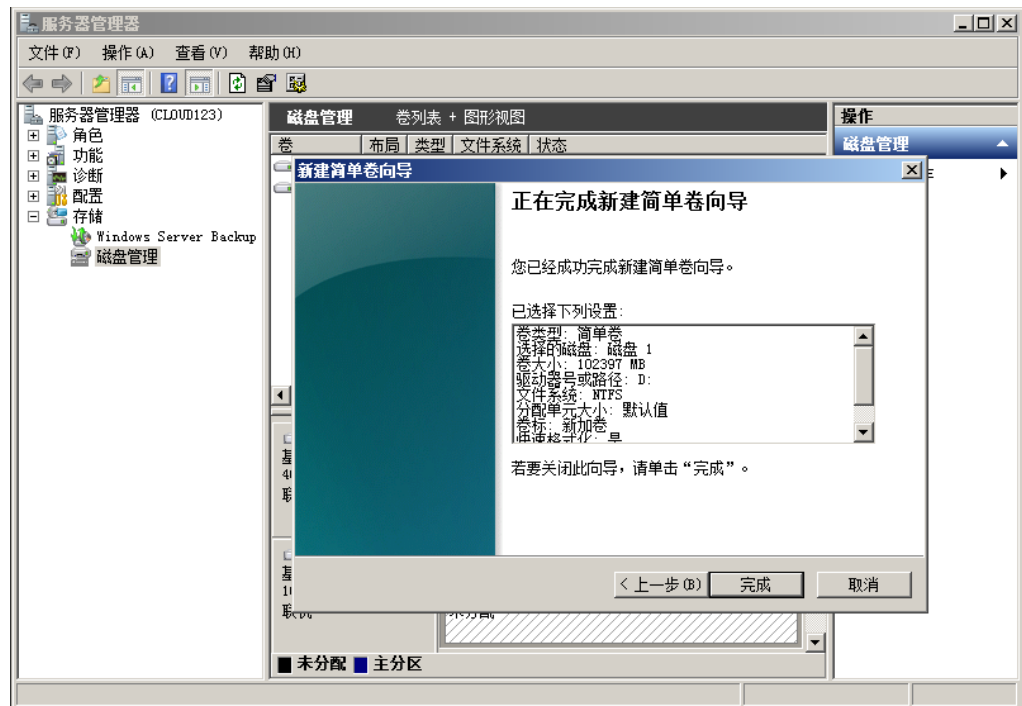 服务器管理器
文件(F) 操作(A) 查看(V) 帮助(H)
服务器管理器 (CLOUD123)
角色
功能
诊断
配置
存储
Windows Server Backup
磁盘管理
磁盘管理 卷列表 + 图形视图
卷 布局 类型 文件系统 状态
操作
磁盘管理
新建简单卷向导
正在完成新建简单卷向导
您已经成功完成新建简单卷向导。
已选择下列设置:
卷类型: 简单卷
选择的磁盘: 磁盘 1
卷大小: 102397 MB
驱动器号或路径: D:
文件系统: NTFS
分配单元大小: 默认值
卷标: 新加卷
快速格式化: 是
若要关闭此向导，请单击“完成”。
< 上一步(B) 完成 取消
未分配 主分区